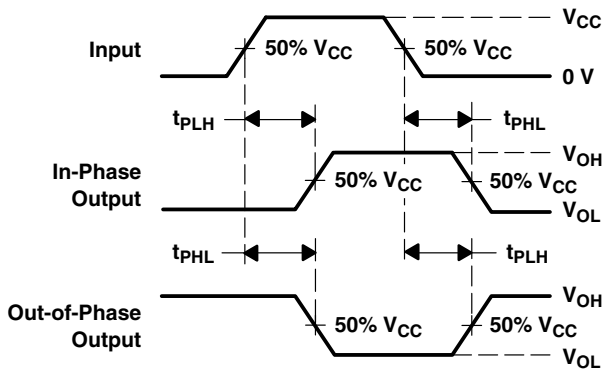 V_CC
Input 50% V_CC 50% V_CC
0 V
t_PLH t_PHL
V_OH
In-Phase
Output
50% V_CC 50% V_CC
V_OL
t_PHL t_PLH
V_OH
Out-of-Phase
Output
50% V_CC 50% V_CC
V_OL